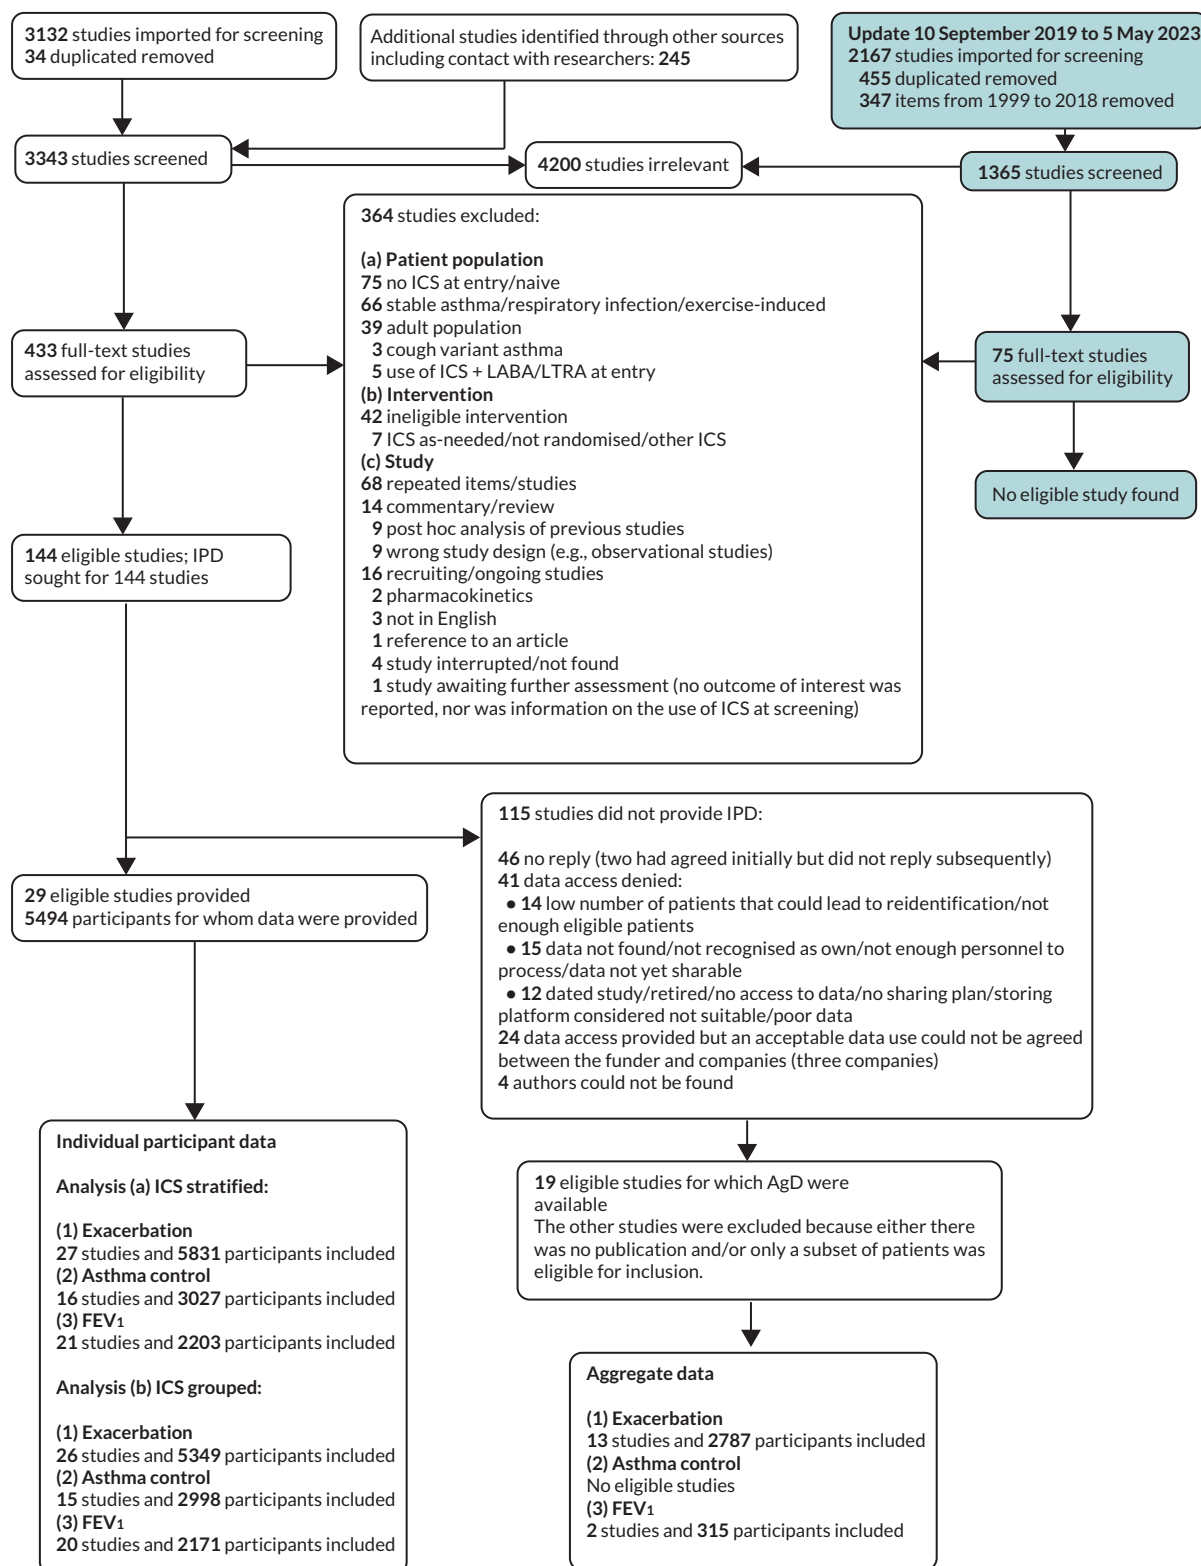 3132 studies imported for screening
34 duplicated removed
Additional studies identified through other sources
including contact with researchers: 245
Update 10 September 2019 to 5 May 2023
2167 studies imported for screening
455 duplicated removed
347 items from 1999 to 2018 removed
3343 studies screened
4200 studies irrelevant
1365 studies screened
364 studies excluded:
(a) Patient population
75 no ICS at entry/naive
66 stable asthma/respiratory infection/exercise-induced
39 adult population
3 cough variant asthma
5 use of ICS + LABA/LTRA at entry
(b) Intervention
42 ineligible intervention
7 ICS as-needed/not randomised/other ICS
(c) Study
68 repeated items/studies
14 commentary/review
9 post hoc analysis of previous studies
9 wrong study design (e.g., observational studies)
16 recruiting/ongoing studies
2 pharmacokinetics
3 not in English
1 reference to an article
4 study interrupted/not found
1 study awaiting further assessment (no outcome of interest was
reported, nor was information on the use of ICS at screening)
433 full-text studies
assessed for eligibility
75 full-text studies
assessed for eligibility
No eligible study found
144 eligible studies; IPD
sought for 144 studies
115 studies did not provide IPD:
46 no reply (two had agreed initially but did not reply subsequently)
41 data access denied:
● 14 low number of patients that could lead to reidentification/not
enough eligible patients
● 15 data not found/not recognised as own/not enough personnel to
process/data not yet sharable
● 12 dated study/retired/no access to data/no sharing plan/storing
platform considered not suitable/poor data
24 data access provided but an acceptable data use could not be agreed
between the funder and companies (three companies)
4 authors could not be found
29 eligible studies provided
5494 participants for whom data were provided
19 eligible studies for which AgD were
available
The other studies were excluded because either there
was no publication and/or only a subset of patients was
eligible for inclusion.
Individual participant data
Analysis (a) ICS stratified:
(1) Exacerbation
27 studies and 5831 participants included
(2) Asthma control
16 studies and 3027 participants included
(3) FEV1
21 studies and 2203 participants included
Analysis (b) ICS grouped:
(1) Exacerbation
26 studies and 5349 participants included
(2) Asthma control
15 studies and 2998 participants included
(3) FEV1
20 studies and 2171 participants included
Aggregate data
(1) Exacerbation
13 studies and 2787 participants included
(2) Asthma control
No eligible studies
(3) FEV1
2 studies and 315 participants included